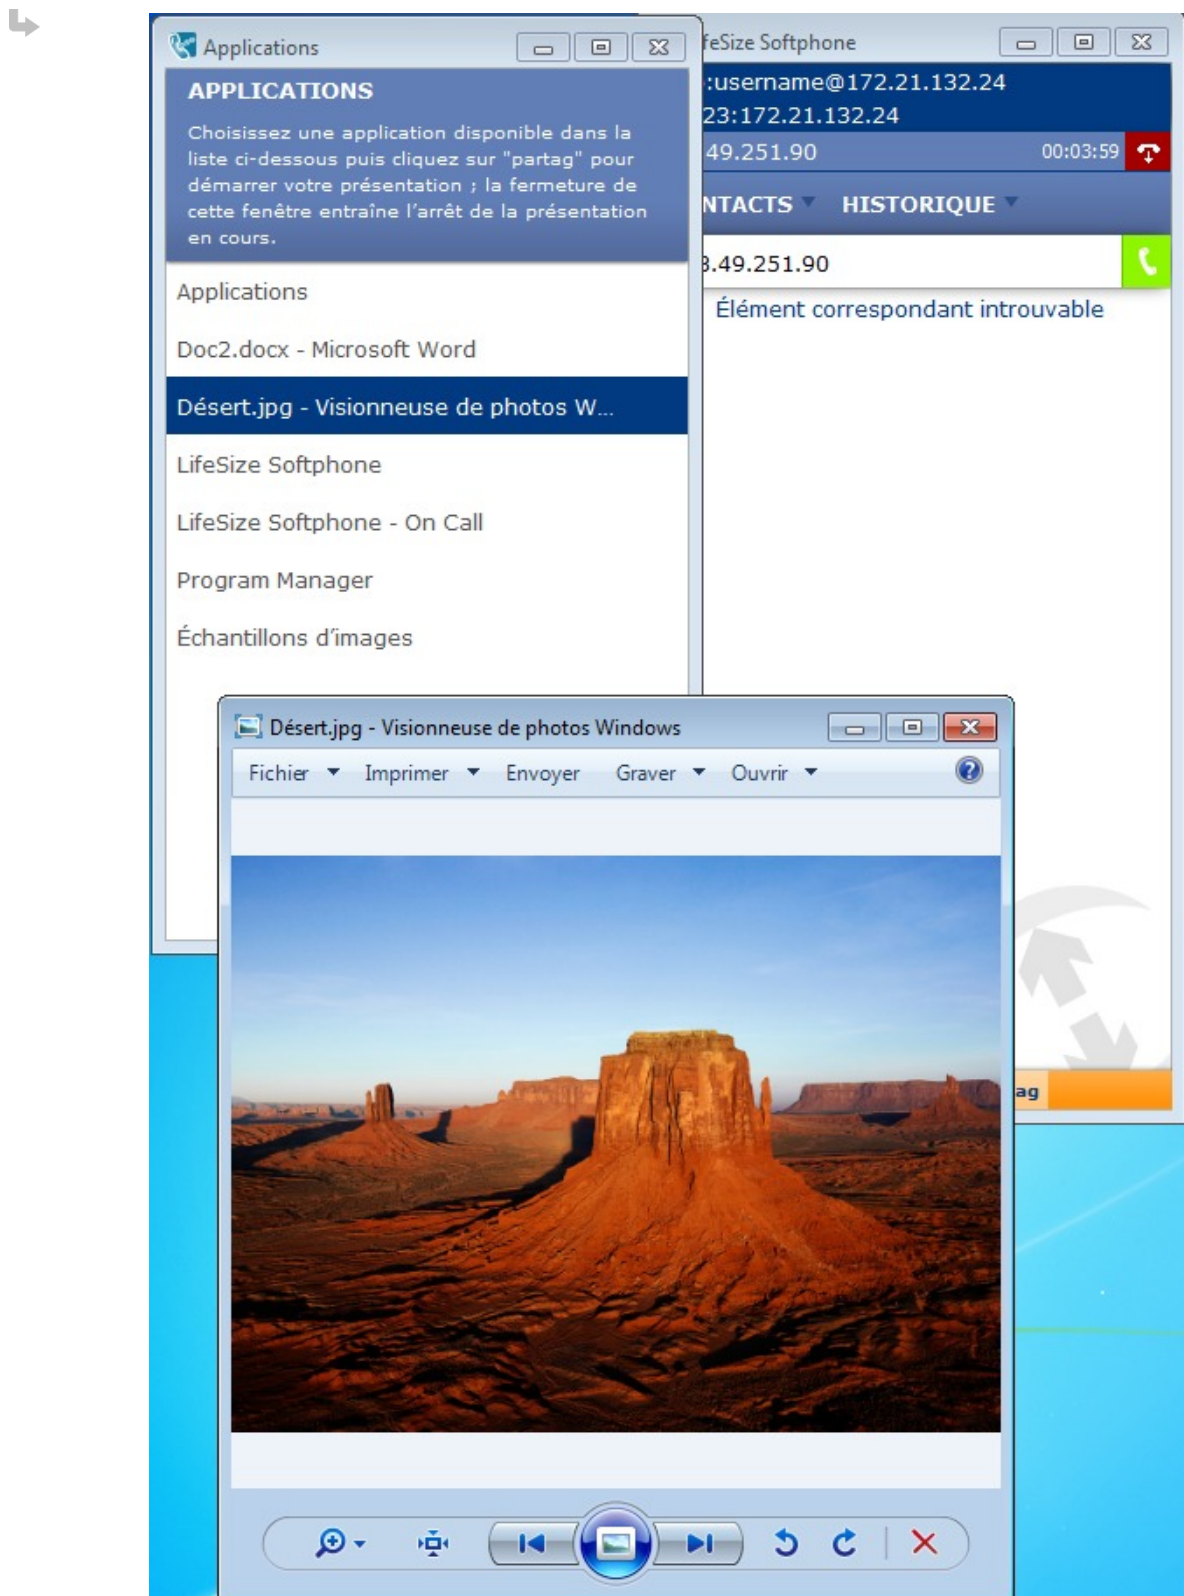 Applications
APPLICATIONS
Choisissez une application disponible dans la
liste ci-dessous puis cliquez sur "partag" pour
démarrer votre présentation ; la fermeture de
cette fenêtre entraîne l'arrêt de la présentation
en cours.
Applications
Doc2.docx - Microsoft Word
Désert.jpg - Visionneuse de photos W...
LifeSize Softphone
LifeSize Softphone - On Call
Program Manager
Échantillons d'images
feSize Softphone
:username@172.21.132.24
23:172.21.132.24
49.251.90 00:03:59
NTACTS HISTORIQUE
3.49.251.90
Élément correspondant introuvable
ag
Désert.jpg - Visionneuse de photos Windows
Fichier Imprimer Envoyer Graver Ouvrir